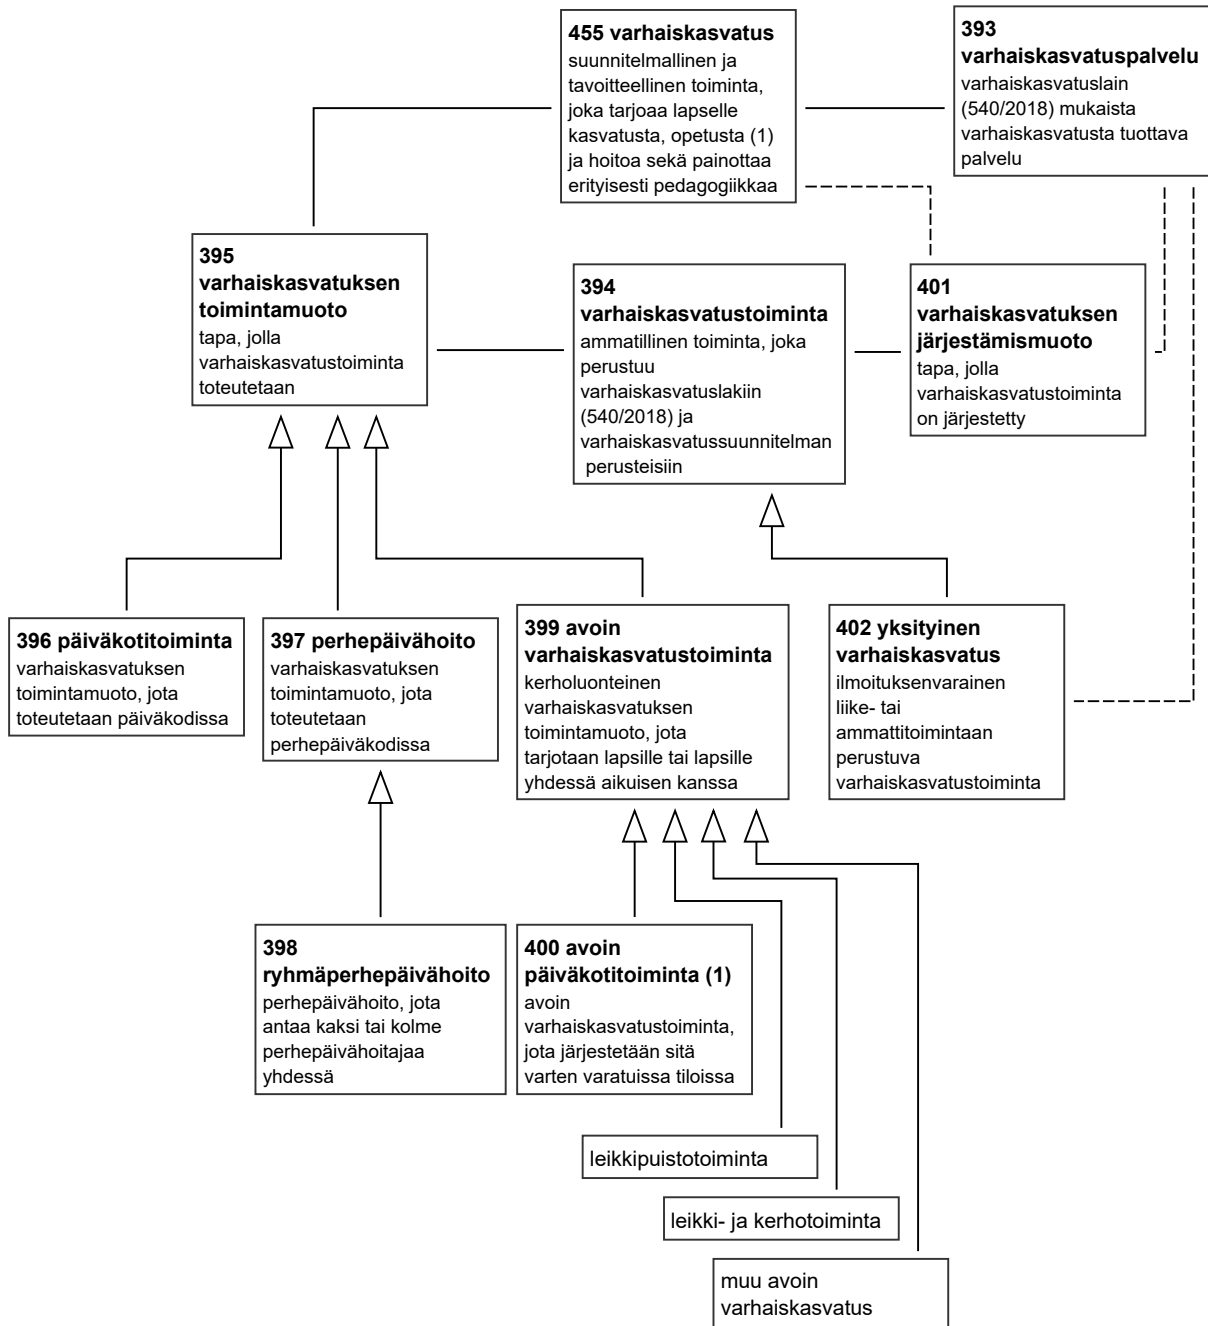 455 varhaiskasvatus
suunnitelmallinen ja
tavoitteellinen toiminta,
joka tarjoaa lapselle
kasvatusta, opetusta (1)
ja hoitoa sekä painottaa
erityisesti pedagogiikkaa
393
varhaiskasvatuspalvelu
varhaiskasvatuslain
(540/2018) mukaista
varhaiskasvatusta tuottava
palvelu
395
varhaiskasvatuksen
toimintamuoto
tapa, jolla
varhaiskasvatustoiminta
toteutetaan
394
varhaiskasvatustoiminta
ammatillinen toiminta, joka
perustuu
varhaiskasvatuslakiin
(540/2018) ja
varhaiskasvatussuunnitelman
perusteisiin
401
varhaiskasvatuksen
järjestämismuoto
tapa, jolla
varhaiskasvatustoiminta
on järjestetty
396 päiväkotitoiminta
varhaiskasvatuksen
toimintamuoto, jota
toteutetaan päiväkodissa
397 perhepäivähoito
varhaiskasvatuksen
toimintamuoto, jota
toteutetaan
perhepäiväkodissa
399 avoin
varhaiskasvatustoiminta
kerholuonteinen
varhaiskasvatuksen
toimintamuoto, jota
tarjotaan lapsille tai lapsille
yhdessä aikuisen kanssa
402 yksityinen
varhaiskasvatus
ilmoituksenvarainen
liike- tai
ammattitoimintaan
perustuva
varhaiskasvatustoiminta
398
ryhmäperhepäivähoito
perhepäivähoito, jota
antaa kaksi tai kolme
perhepäivähoitajaa
yhdessä
400 avoin
päiväkotitoiminta (1)
avoin
varhaiskasvatustoiminta,
jota järjestetään sitä
varten varatuissa tiloissa
leikkipuistotoiminta
leikki- ja kerhotoiminta
muu avoin
varhaiskasvatus